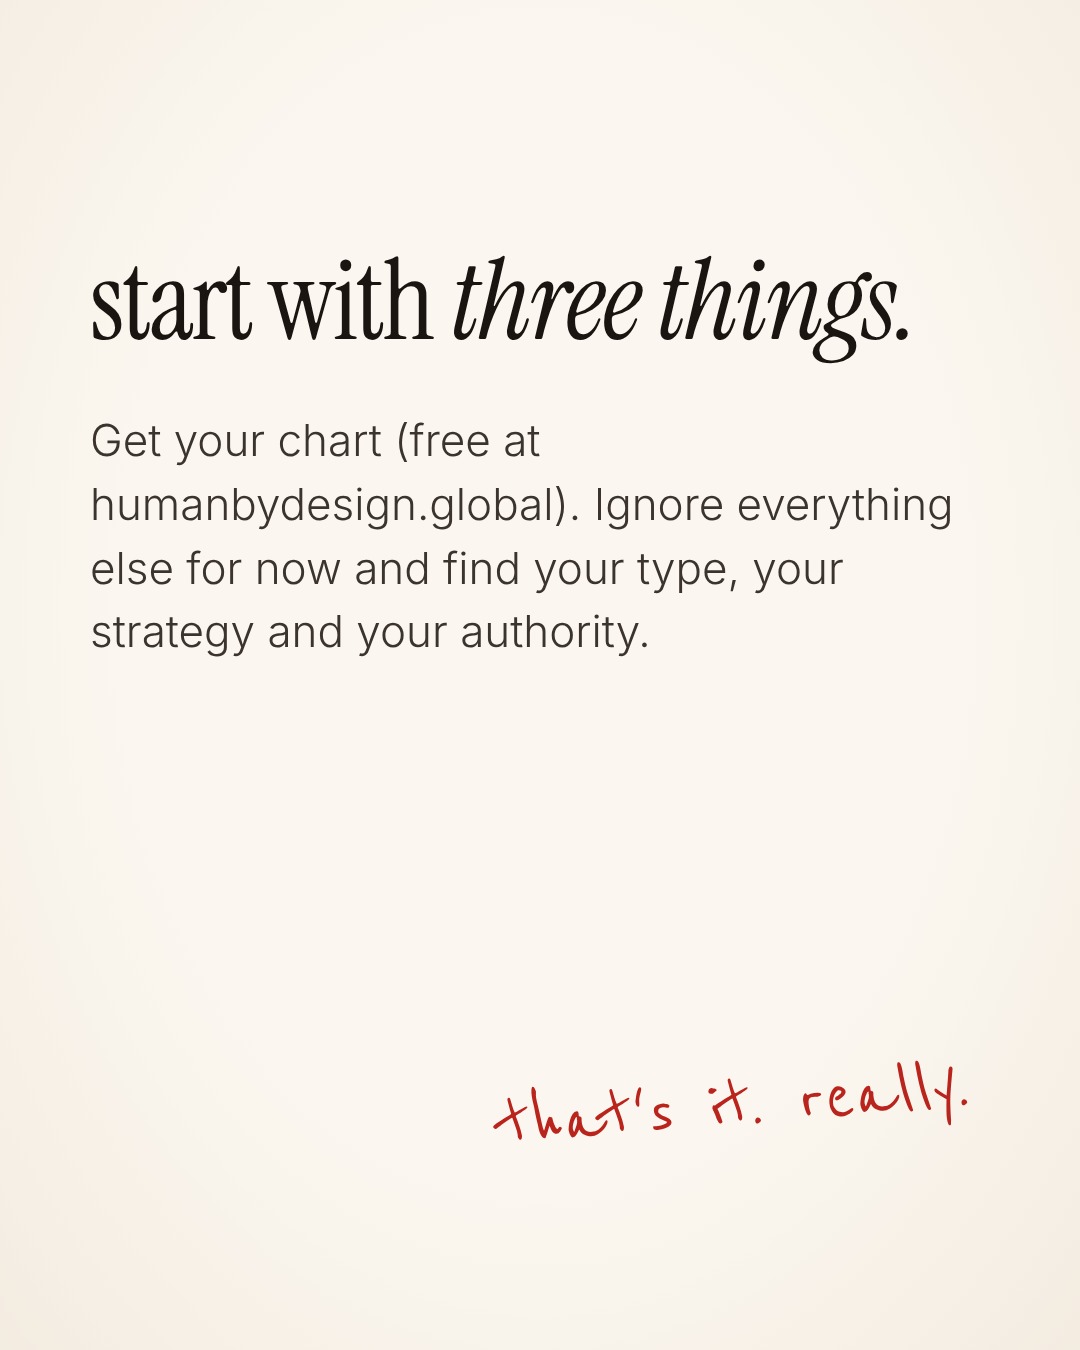 start with three things.
Get your chart (free at
humanbydesign.global). Ignore everything
else for now and find your type, your
strategy and your authority.
that's it. really.